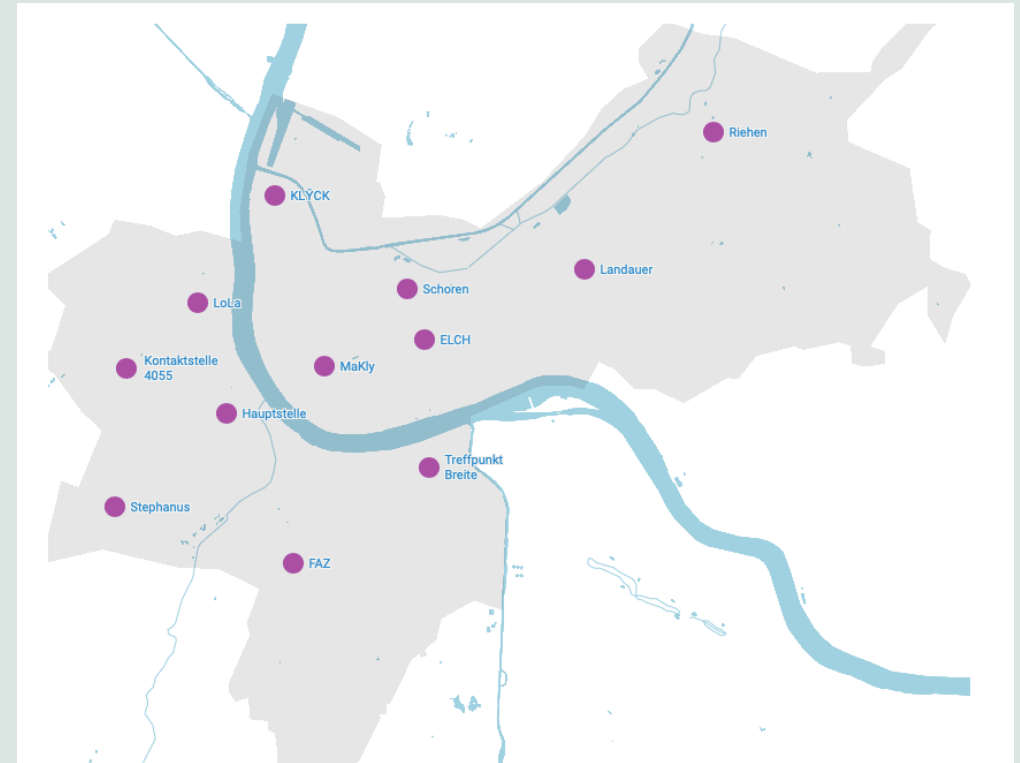 Riehen
KLŸCK
Landauer
Schoren
LoLa
ELCH
Kontaktstelle
4055
MaKly
Hauptstelle
Treffpunkt
Breite
Stephanus
FAZ